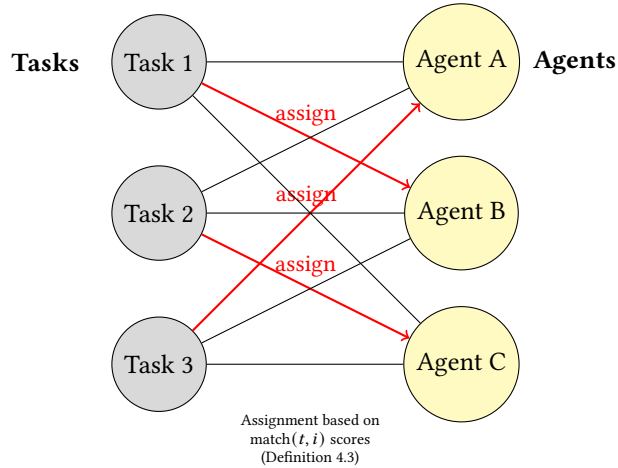 Tasks
Agents
Task 1
Agent A
assign
Task 2
assign
Agent B
assign
Task 3
Agent C
Assignment based on
match(t, i) scores
(Definition 4.3)